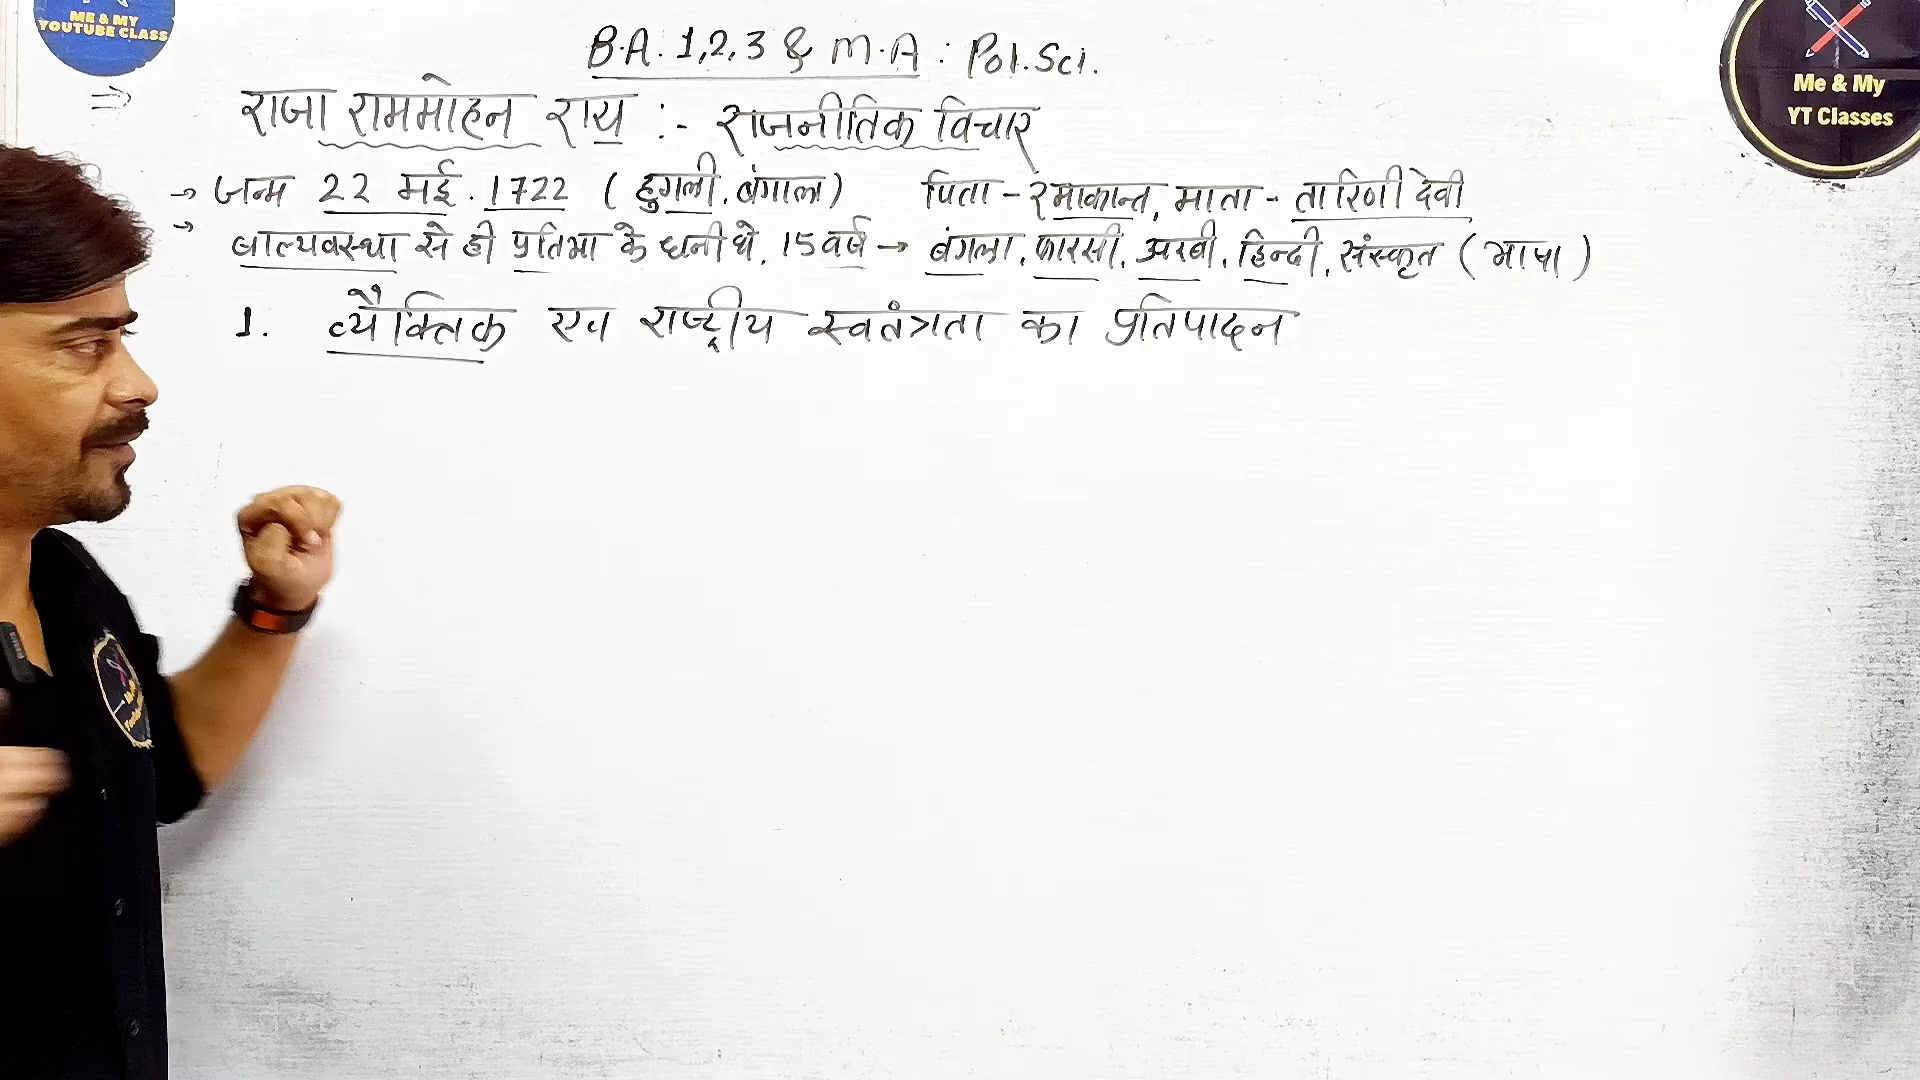 ME & MY
YOUTUBE CLASS
B.A. 1,2,3 & M.A : Pol.Sci.
Me & My
YT Classes
⇒ राजा राममोहन राय :- राजनीतिक विचार
→ जन्म 22 मई. 1722 (हुगली. बंगाल) पिता - रमाकान्त, माता - तारिणी देवी
→ बाल्यवस्था से ही प्रतिभा के धनी थे. 15 वर्ष → बंगला, फारसी, अरबी, हिन्दी, संस्कृत (भाषा)
1. व्यैक्तिक एव राष्ट्रीय स्वतंत्रता का प्रतिपादन